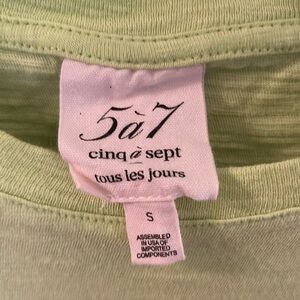 5à7
cinq à sept
tous les jours
S
ASSEMBLED
IN USA OF
IMPORTED
COMPONENTS